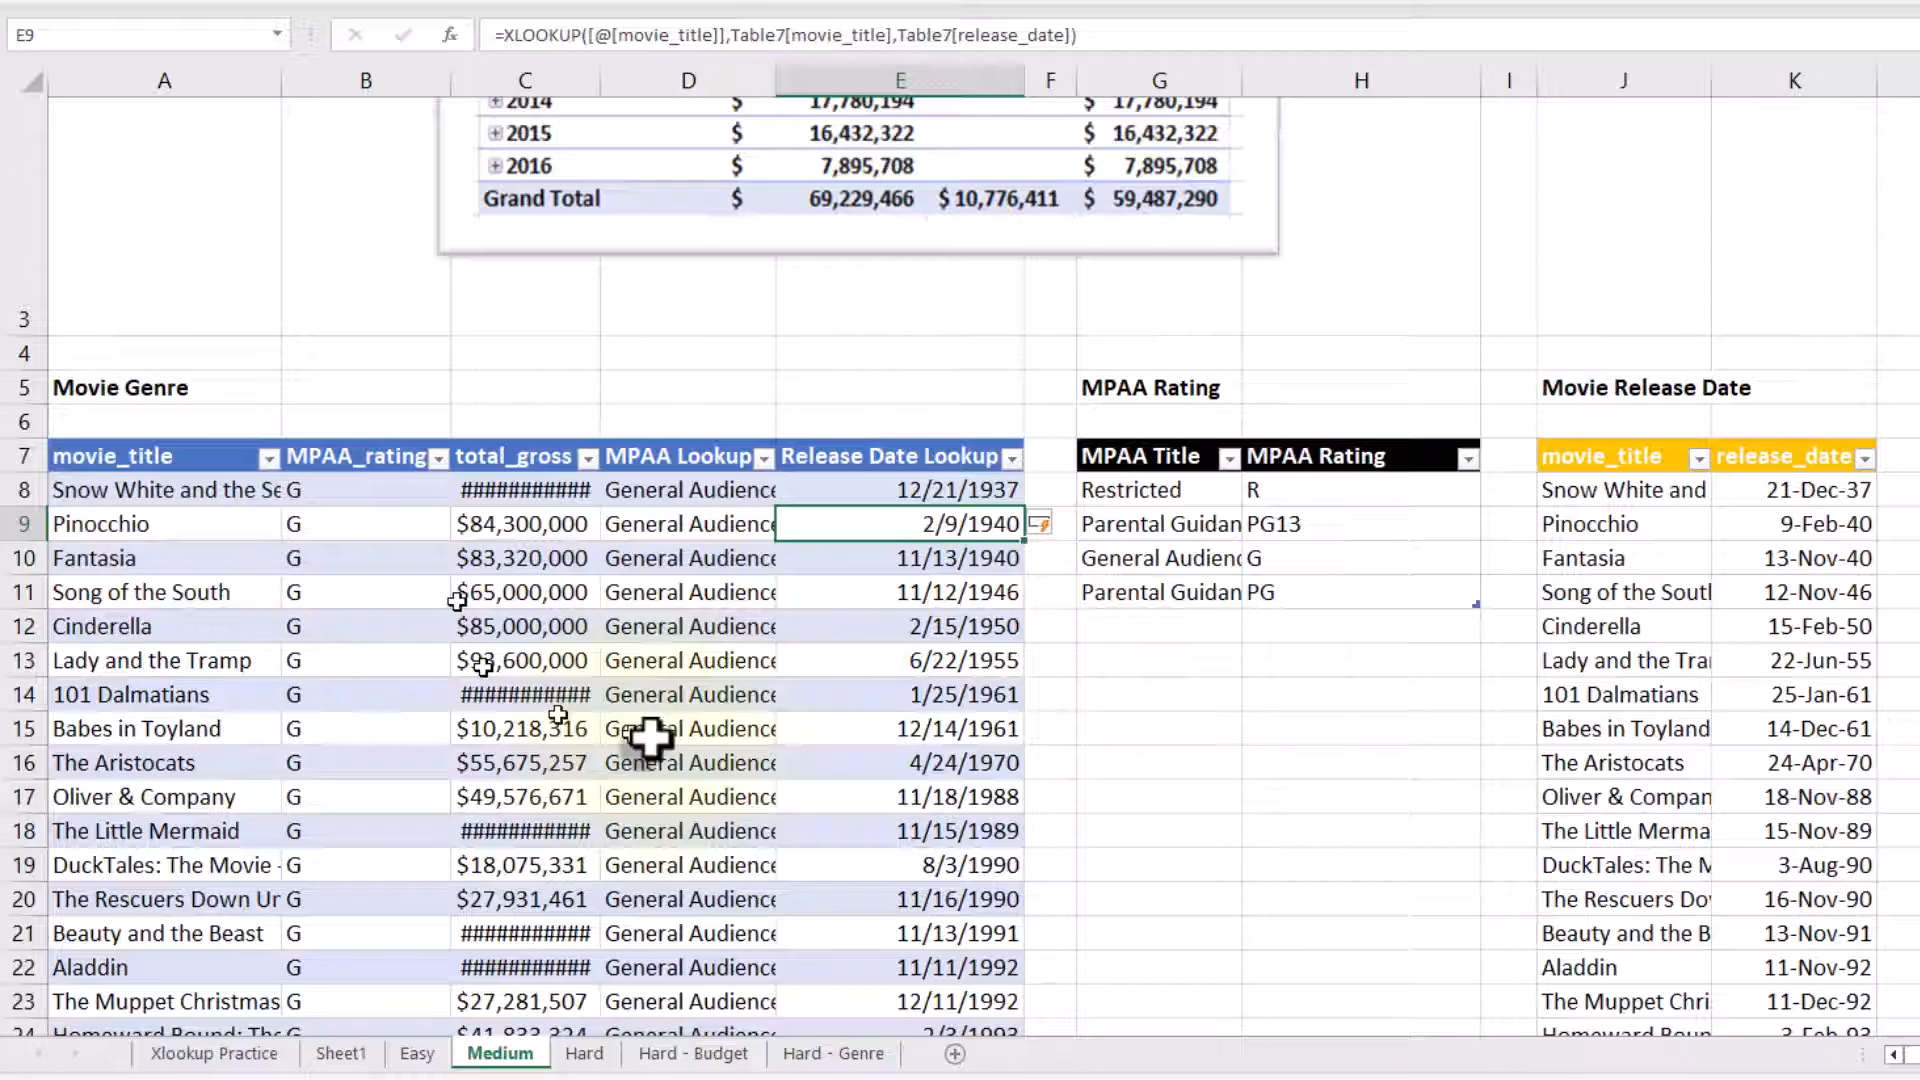 E9 fx =XLOOKUP([@[movie_title]],Table7[movie_title],Table7[release_date])
A B C D E F G H I J K
2014 $ 17,780,194 $ 17,780,194
2015 $ 16,432,322 $ 16,432,322
2016 $ 7,895,708 $ 7,895,708
Grand Total $ 69,229,466 $ 10,776,411 $ 59,487,290
3
4
5 Movie Genre MPAA Rating Movie Release Date
6
7 movie_title MPAA_rating total_gross MPAA Lookup Release Date Lookup MPAA Title MPAA Rating movie_title release_date
8 Snow White and the Se G ########### General Audience 12/21/1937 Restricted R Snow White and 21-Dec-37
9 Pinocchio G $84,300,000 General Audience 2/9/1940 Parental Guidan PG13 Pinocchio 9-Feb-40
10 Fantasia G $83,320,000 General Audience 11/13/1940 General Audienc G Fantasia 13-Nov-40
11 Song of the South G $65,000,000 General Audience 11/12/1946 Parental Guidan PG Song of the South 12-Nov-46
12 Cinderella G $85,000,000 General Audience 2/15/1950 Cinderella 15-Feb-50
13 Lady and the Tramp G $93,600,000 General Audience 6/22/1955 Lady and the Tra 22-Jun-55
14 101 Dalmatians G ########### General Audience 1/25/1961 101 Dalmatians 25-Jan-61
15 Babes in Toyland G $10,218,316 General Audience 12/14/1961 Babes in Toyland 14-Dec-61
16 The Aristocats G $55,675,257 General Audience 4/24/1970 The Aristocats 24-Apr-70
17 Oliver & Company G $49,576,671 General Audience 11/18/1988 Oliver & Compan 18-Nov-88
18 The Little Mermaid G ########### General Audience 11/15/1989 The Little Merma 15-Nov-89
19 DuckTales: The Movie - G $18,075,331 General Audience 8/3/1990 DuckTales: The M 3-Aug-90
20 The Rescuers Down Ur G $27,931,461 General Audience 11/16/1990 The Rescuers Do 16-Nov-90
21 Beauty and the Beast G ########### General Audience 11/13/1991 Beauty and the B 13-Nov-91
22 Aladdin G ########### General Audience 11/11/1992 Aladdin 11-Nov-92
23 The Muppet Christmas G $27,281,507 General Audience 12/11/1992 The Muppet Chri 11-Dec-92
24 Homeward Bound: The G $41,833,324 General Audience 2/3/1993 Homeward Boun 3-Feb-93
Xlookup Practice Sheet1 Easy Medium Hard Hard - Budget Hard - Genre